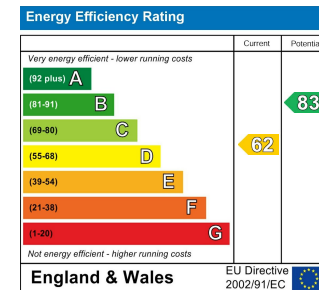 Energy Efficiency Rating
Current Potentia
Very energy efficient - lower running costs
(92 plus) A
(81-91) B
83
(69-80) C
62
(55-68) D
(39-54) E
(21-38) F
(1-20) G
Not energy efficient - higher running costs
England & Wales
EU Directive
2002/91/EC